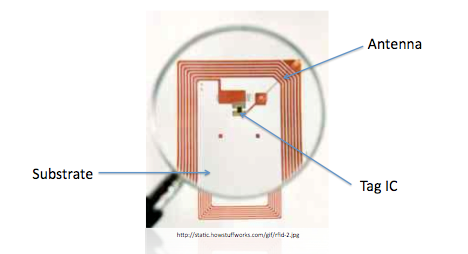 Antenna
Substrate
Tag IC
http://static.howstuffworks.com/gif/rfid-2.jpg